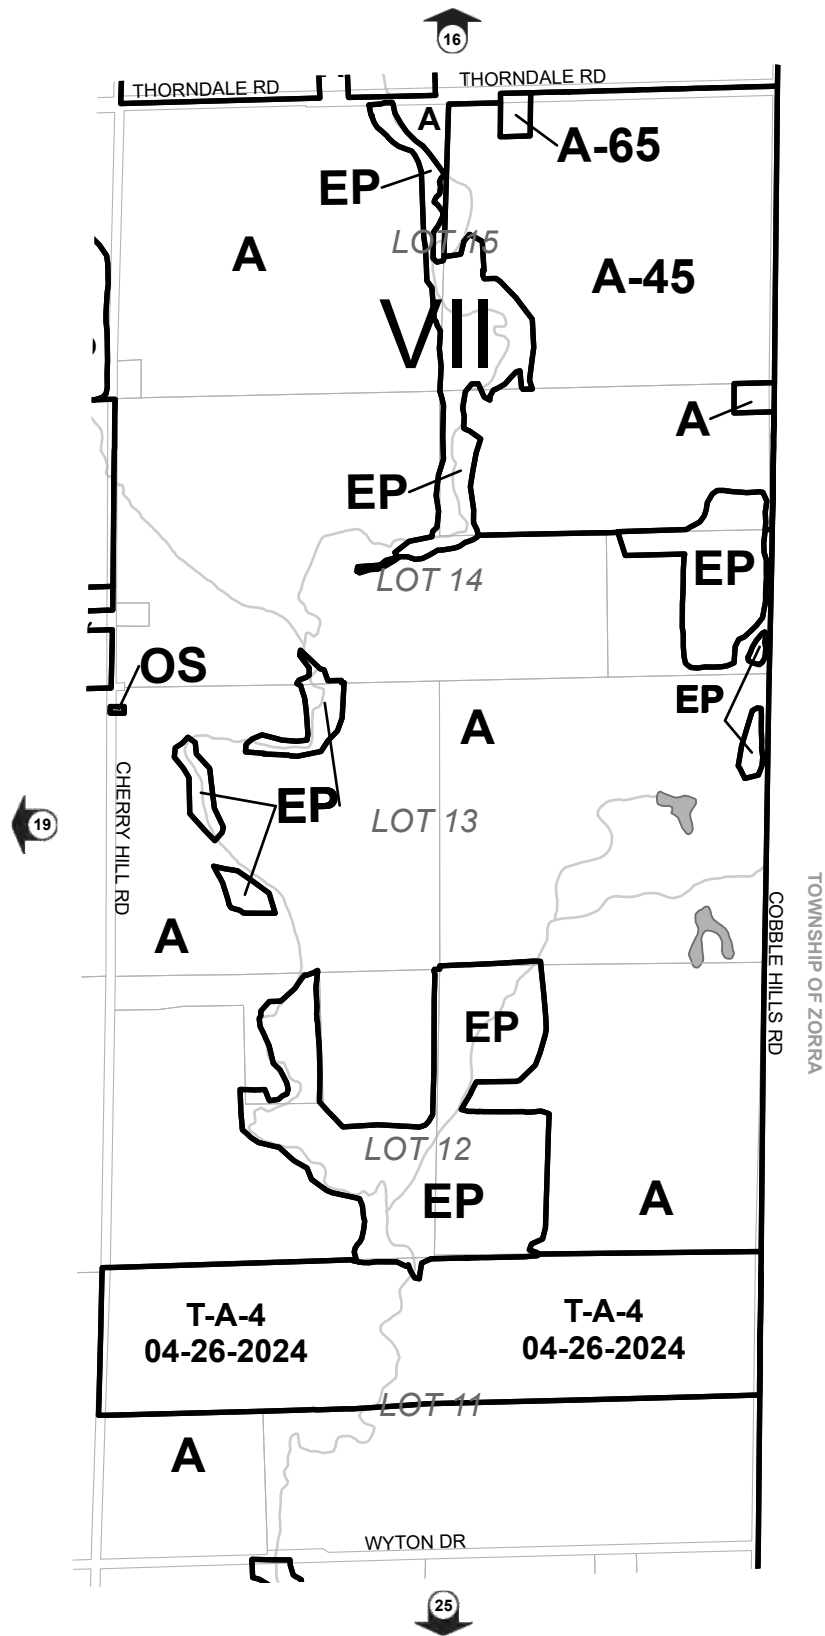 16
THORNDALE RD
THORNDALE RD
A
A-65
EP
LOT 15
A
A-45
VII
A
EP
EP
LOT 14
OS
EP
A
EP
LOT 13
19
CHERRY HILL RD
TOWNSHIP OF ZORRA
COBBLE HILLS RD
A
EP
LOT 12
EP
A
T-A-4
04-26-2024
T-A-4
04-26-2024
LOT 11
A
WYTON DR
25